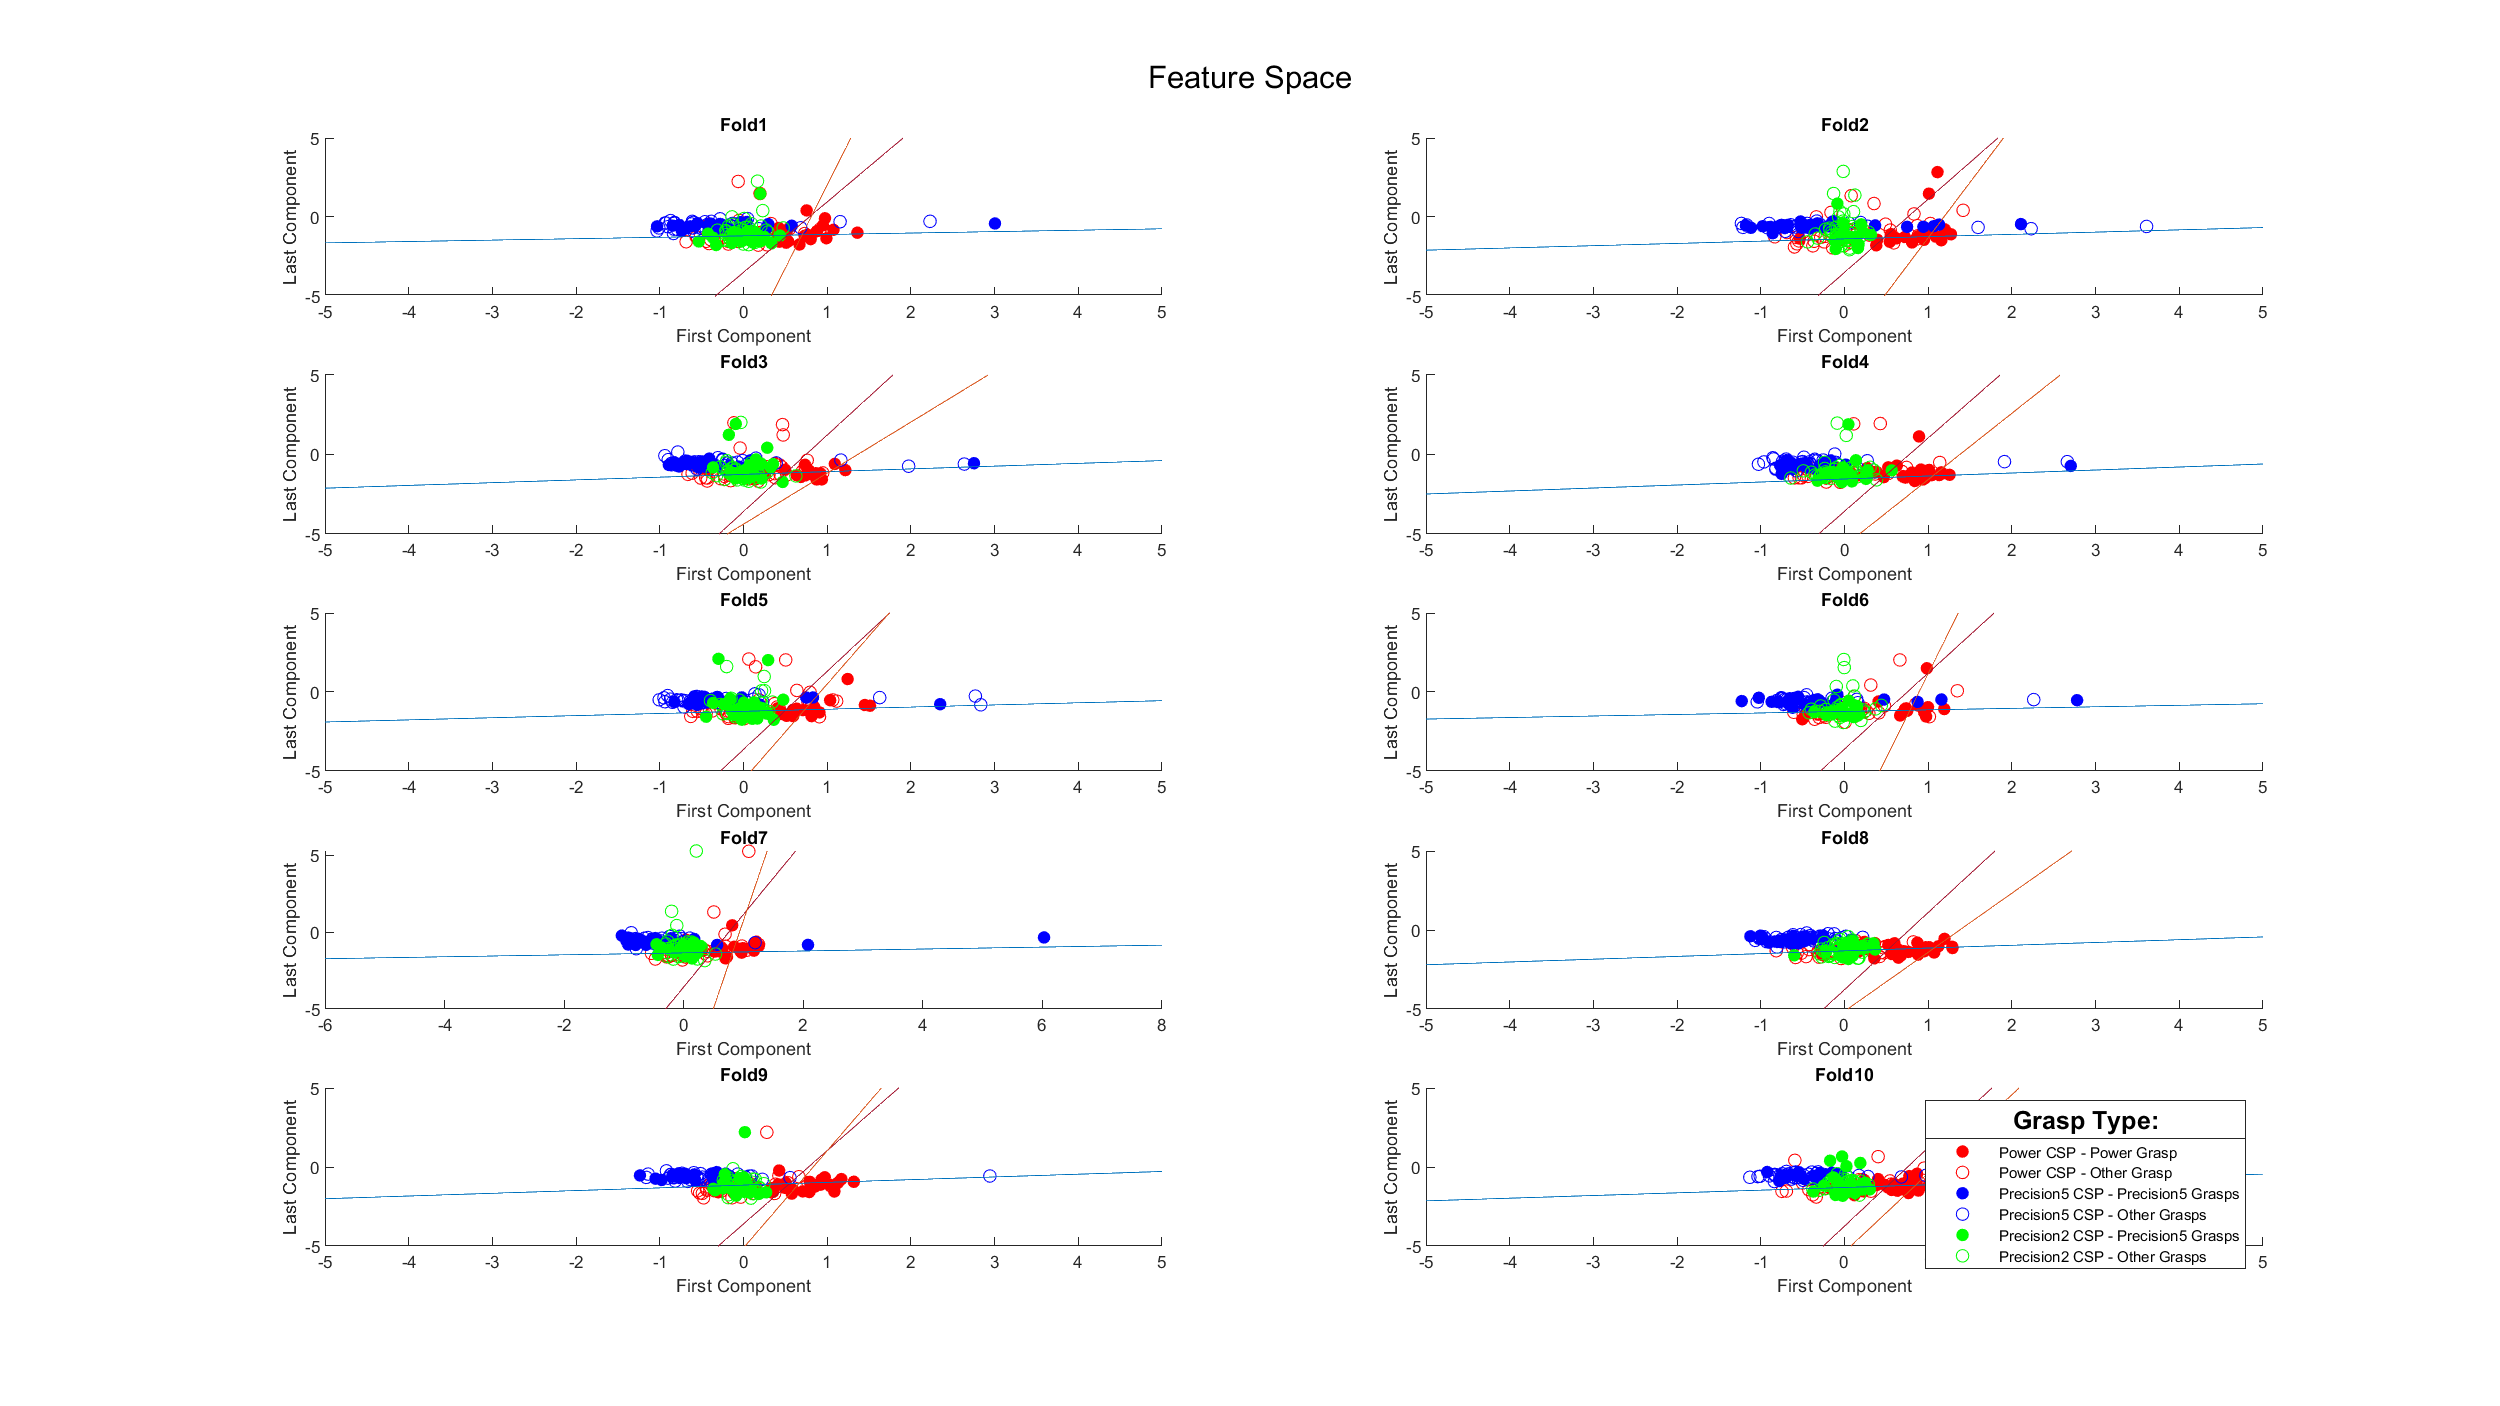 Feature Space
Fold1
Last Component
5
0
-5
-5 -4 -3 -2 -1 0 1 2 3 4 5
First Component
Fold2
Last Component
5
0
-5
-5 -4 -3 -2 -1 0 1 2 3 4 5
First Component
Fold3
Last Component
5
0
-5
-5 -4 -3 -2 -1 0 1 2 3 4 5
First Component
Fold4
Last Component
5
0
-5
-5 -4 -3 -2 -1 0 1 2 3 4 5
First Component
Fold5
Last Component
5
0
-5
-5 -4 -3 -2 -1 0 1 2 3 4 5
First Component
Fold6
Last Component
5
0
-5
-5 -4 -3 -2 -1 0 1 2 3 4 5
First Component
Fold7
Last Component
5
0
-5
-6 -4 -2 0 2 4 6 8
First Component
Fold8
Last Component
5
0
-5
-5 -4 -3 -2 -1 0 1 2 3 4 5
First Component
Fold9
Last Component
5
0
-5
-5 -4 -3 -2 -1 0 1 2 3 4 5
First Component
Fold10
Last Component
5
0
-5
-5 -4 -3 -2 -1 0 5
First Component
Grasp Type:
Power CSP - Power Grasp
Power CSP - Other Grasp
Precision5 CSP - Precision5 Grasps
Precision5 CSP - Other Grasps
Precision2 CSP - Precision5 Grasps
Precision2 CSP - Other Grasps